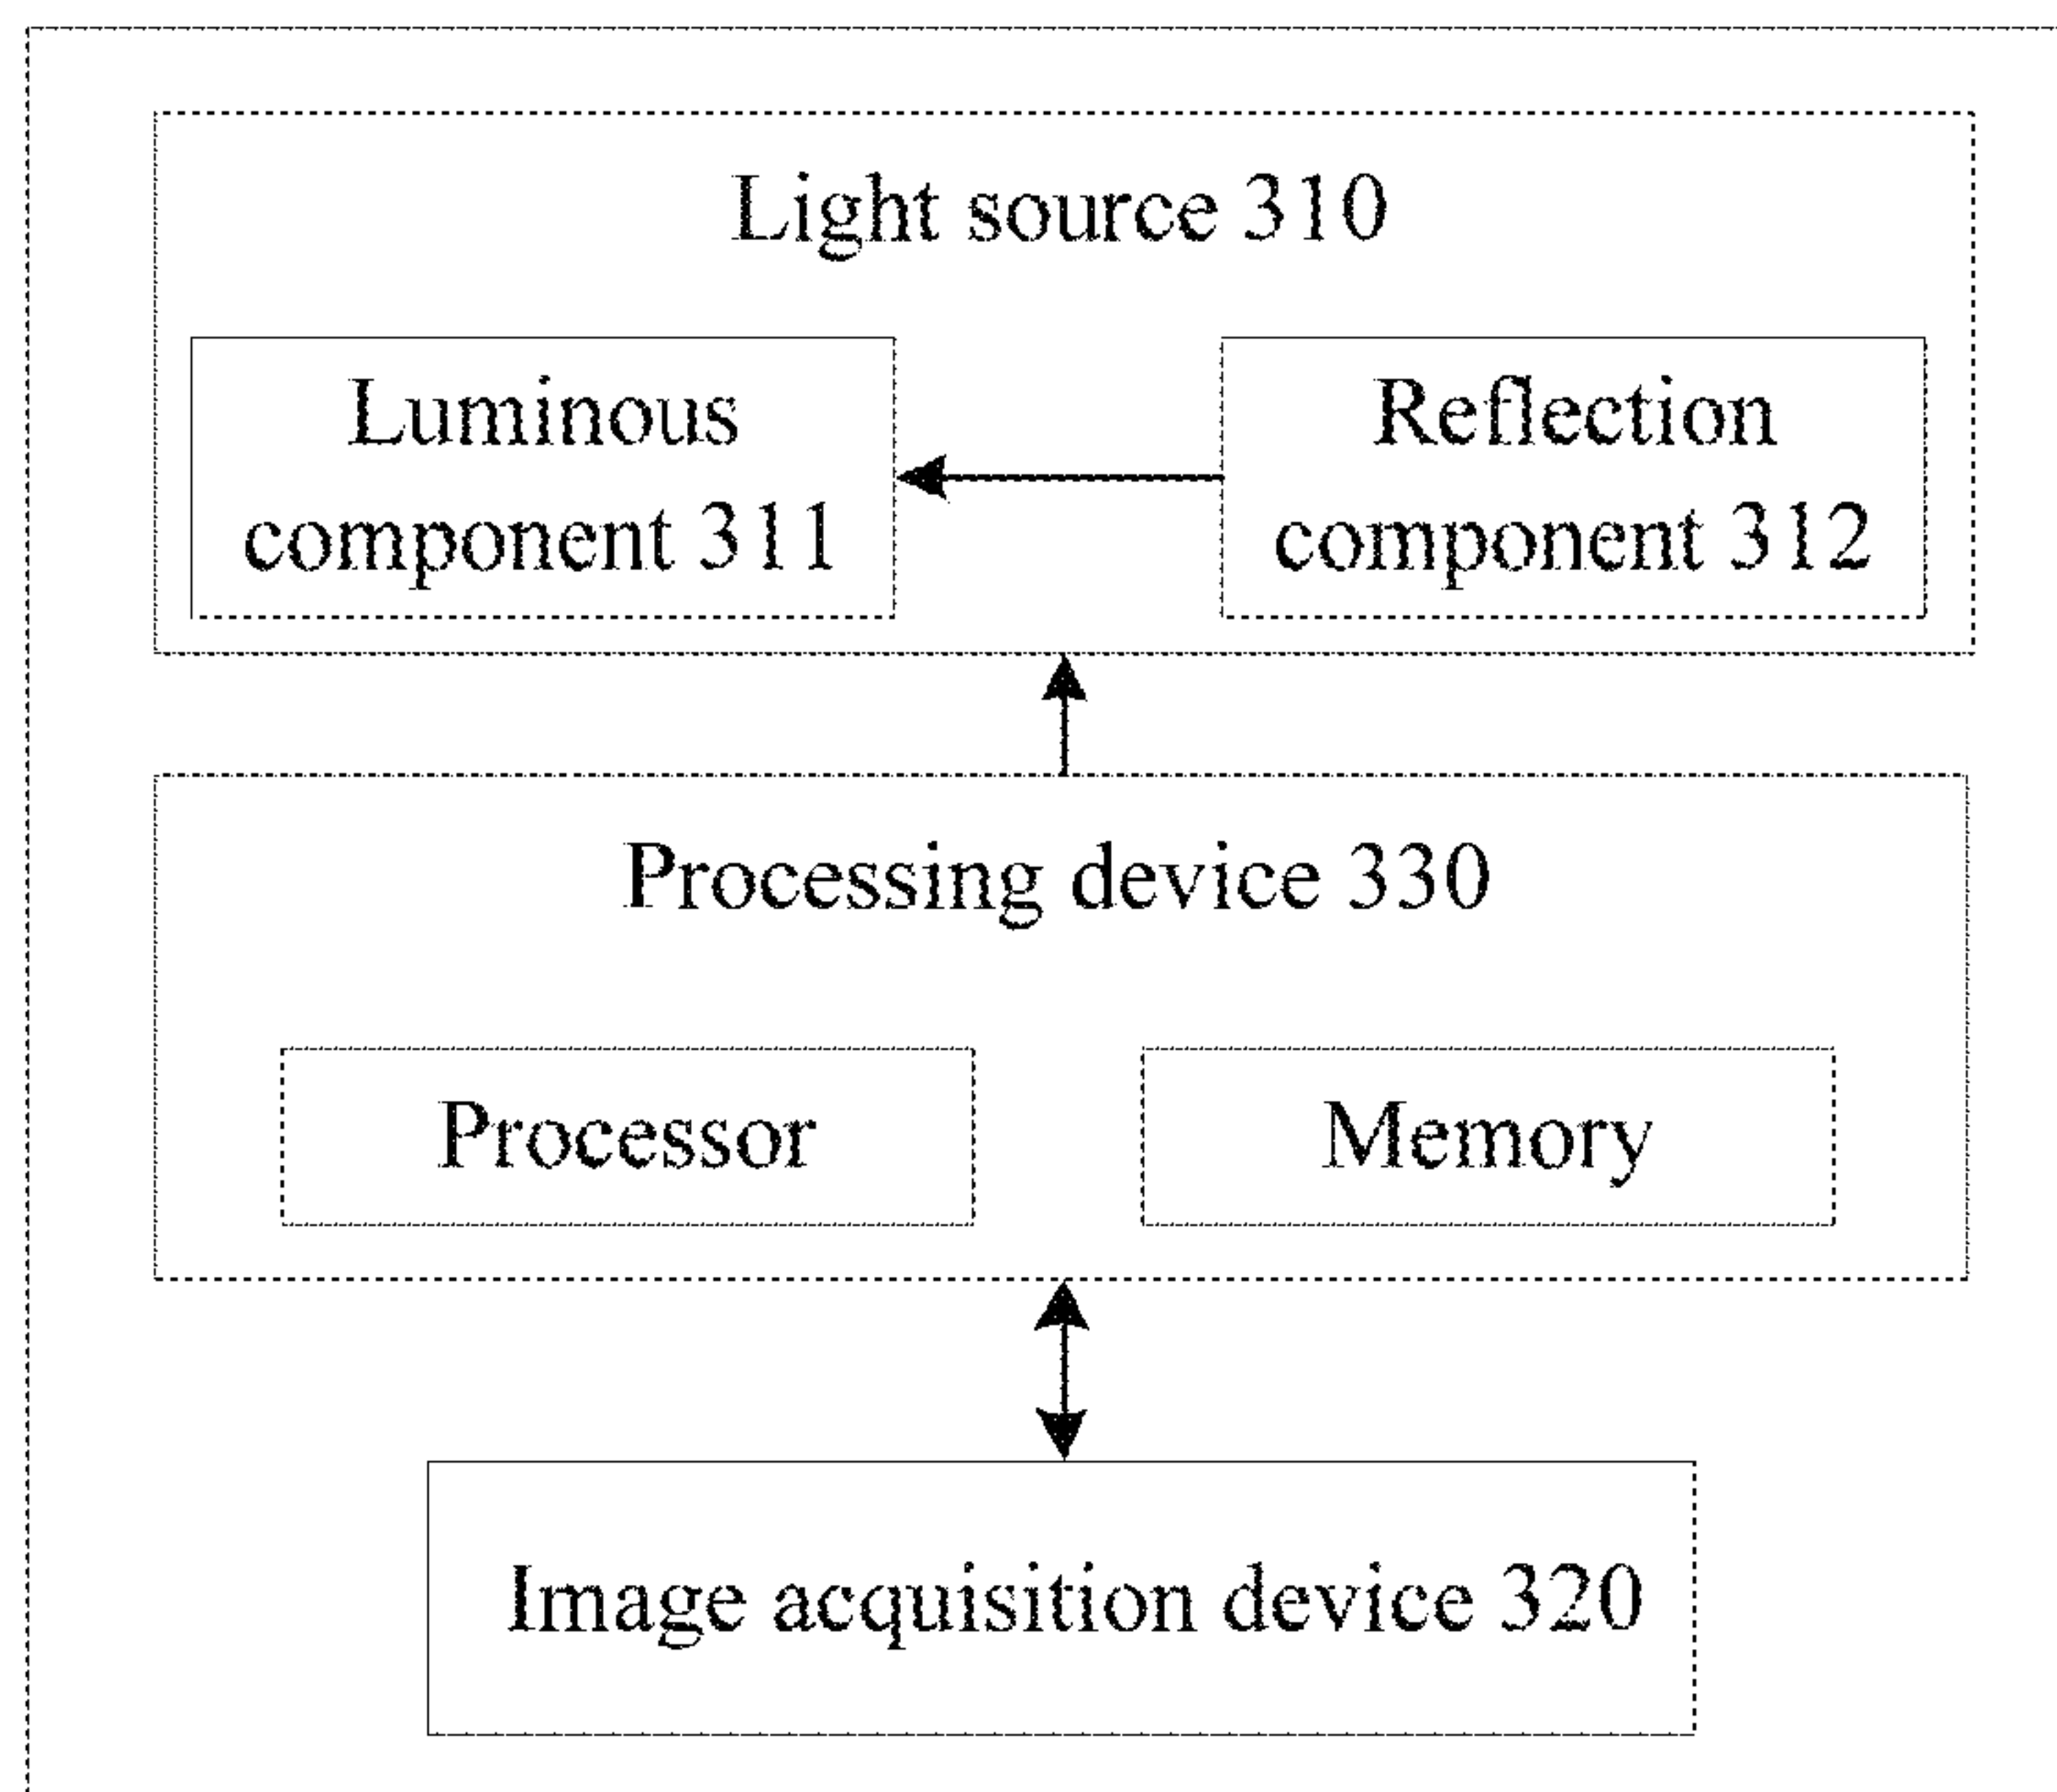 Light source 310
Luminous
component 311
Reflection
component 312
Processing device 330
Processor
Memory
Image acquisition device 320